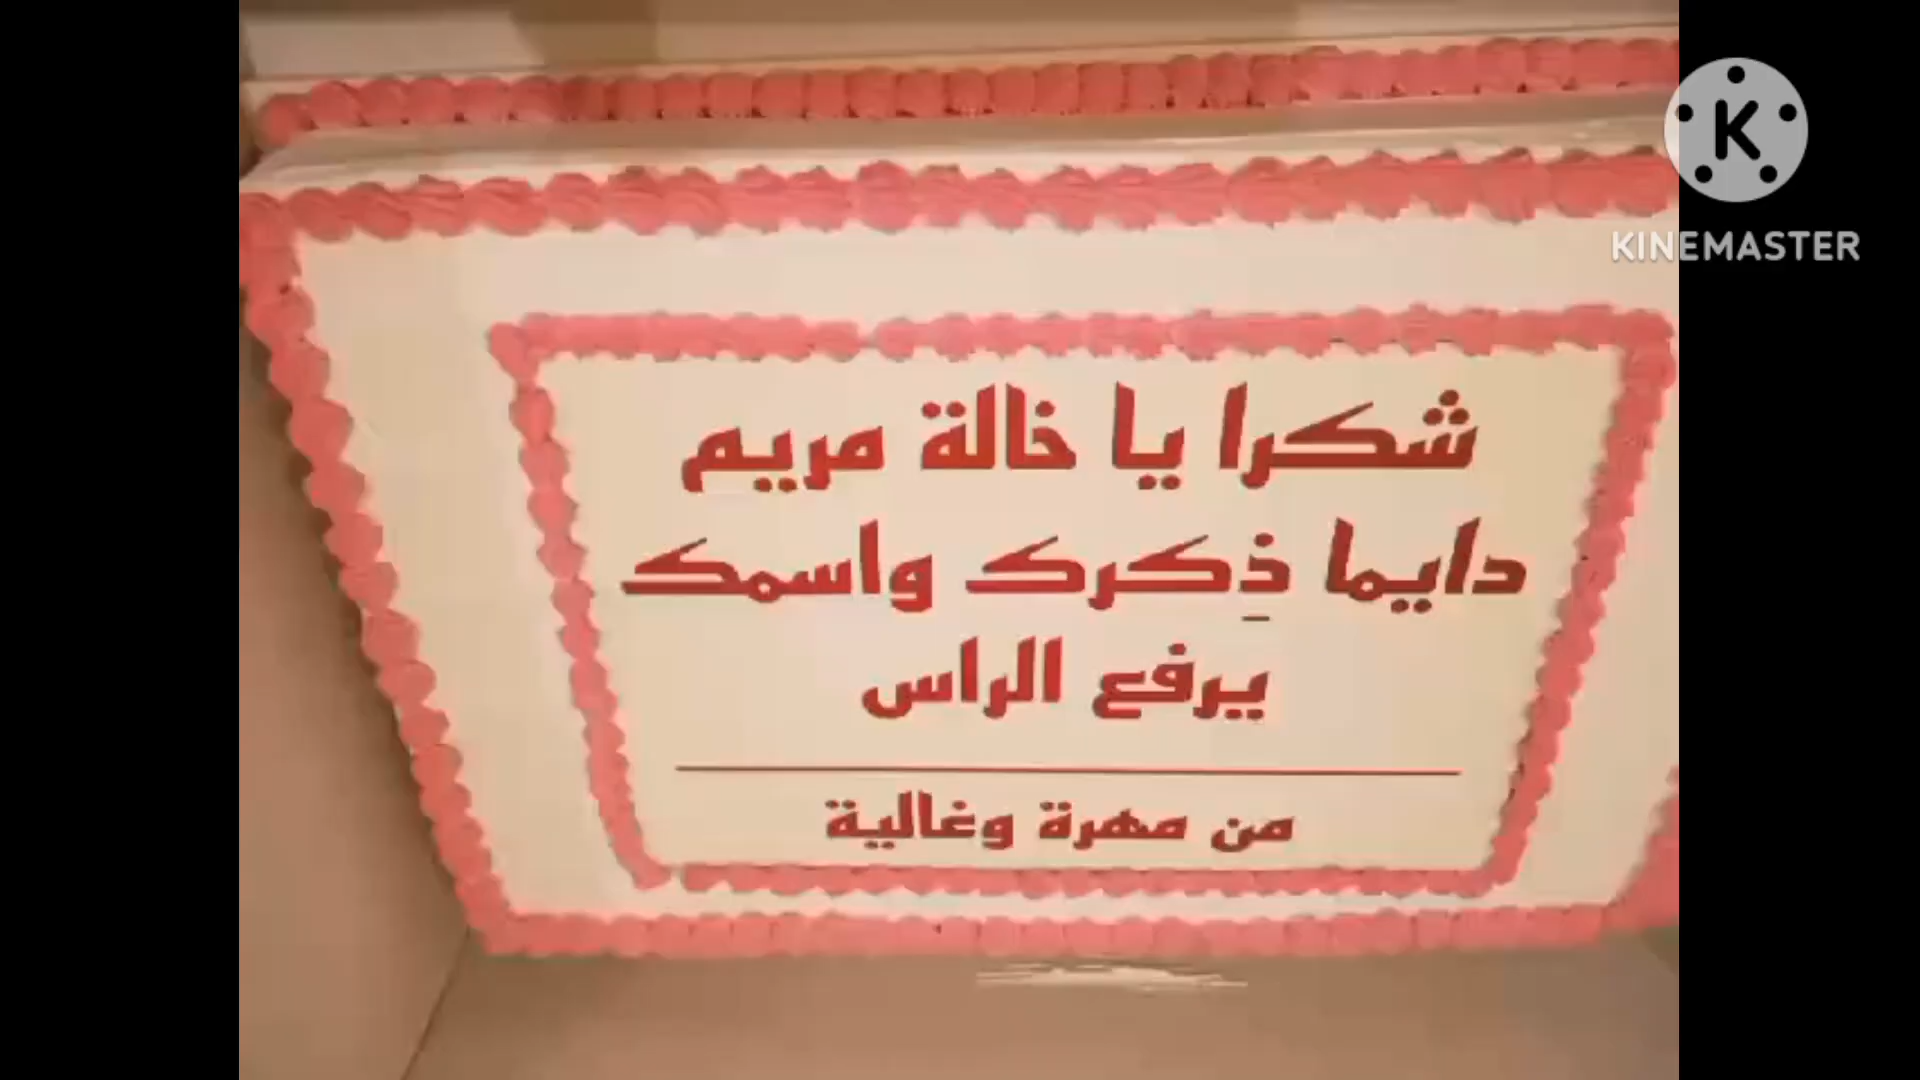 شكرا يا خالة مريم
دايما ذِكرك واسمك
يرفع الراس
من مهرة وغالية
K
KINEMASTER